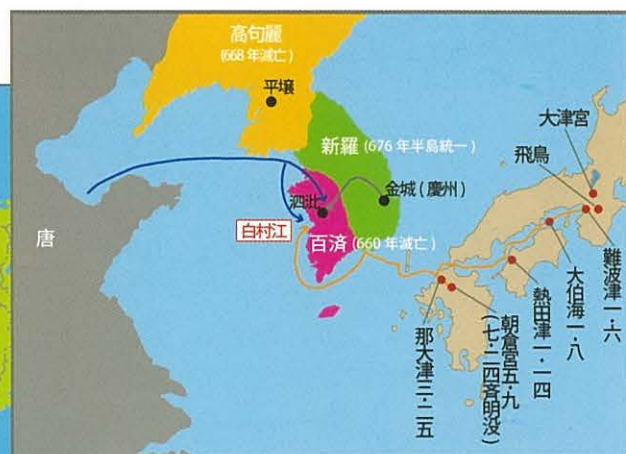 高句麗
(668年滅亡)
平壌
新羅(676年半島統一)
大津宮
飛鳥
泗沘
金城(慶州)
白村江
百済(660年滅亡)
唐
難波津一・六
大伯海一・八
熱田津一・一四
朝倉宮五・九
(七・二四斉明没)
那大津三・二五